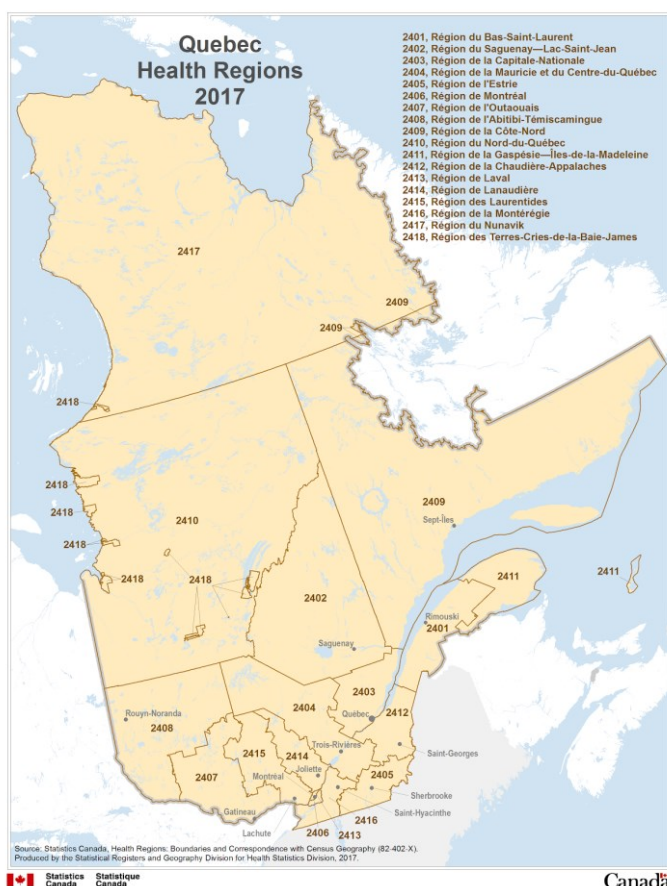 Quebec
Health Regions
2017
2401, Région du Bas-Saint-Laurent
2402, Région du Saguenay—Lac-Saint-Jean
2403, Région de la Capitale-Nationale
2404, Région de la Mauricie et du Centre-du-Québec
2405, Région de l'Estrie
2406, Région de Montréal
2407, Région de l'Outaouais
2408, Région de l'Abitibi-Témiscamingue
2409, Région de la Côte-Nord
2410, Région du Nord-du-Québec
2411, Région de la Gaspésie—Îles-de-la-Madeleine
2412, Région de la Chaudière-Appalaches
2413, Région de Laval
2414, Région de Lanaudière
2415, Région des Laurentides
2416, Région de la Montérégie
2417, Région du Nunavik
2418, Région des Terres-Cries-de-la-Baie-James
2417
2409
2409
2418
2418
2409
2418
2410
Sept-Îles
2418
2418
2418
2411
2411
2402
Rimouski
2401
Saguenay
2403
2404
Rouyn-Noranda
Québec
2412
2408
Trois-Rivières
Saint-Georges
2415
2414
2407
Joliette
2405
Montréal
Sherbrooke
Gatineau
Saint-Hyacinthe
Lachute
2406
2416
2413
Source: Statistics Canada, Health Regions: Boundaries and Correspondence with Census Geography (82-402-X).
Produced by the Statistical Registers and Geography Division for Health Statistics Division, 2017.
Statistics Canada
Statistique Canada
Canada